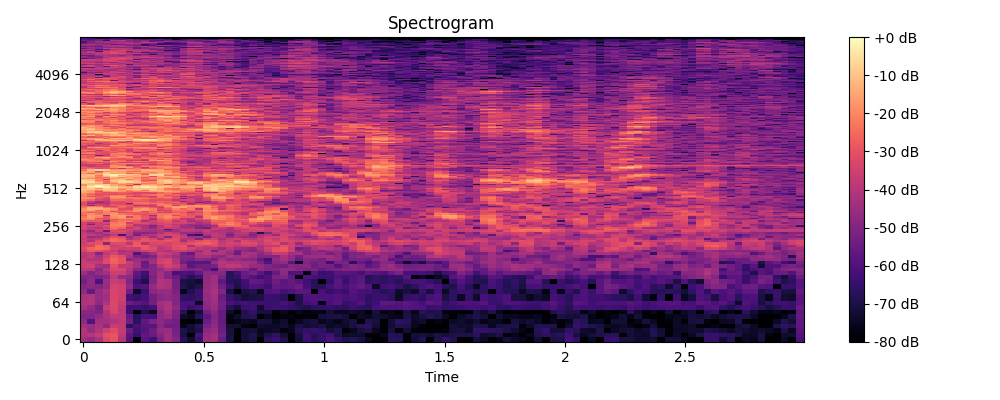 Spectrogram
+0 dB
4096
-10 dB
2048
-20 dB
1024
-30 dB
Hz
512
-40 dB
256
-50 dB
128
-60 dB
64
-70 dB
0
-80 dB
0
0.5
1
1.5
2
2.5
Time